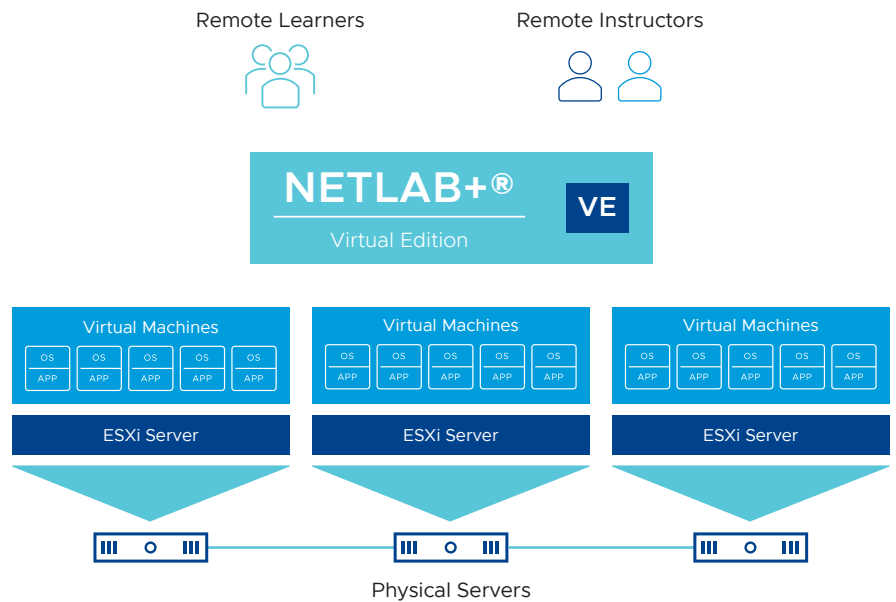 Remote Learners
Remote Instructors
NETLAB+®
Virtual Edition
VE
Virtual Machines
OS OS OS OS OS
APP APP APP APP APP
ESXi Server
Virtual Machines
OS OS OS OS OS
APP APP APP APP APP
ESXi Server
Virtual Machines
OS OS OS OS OS
APP APP APP APP APP
ESXi Server
Physical Servers